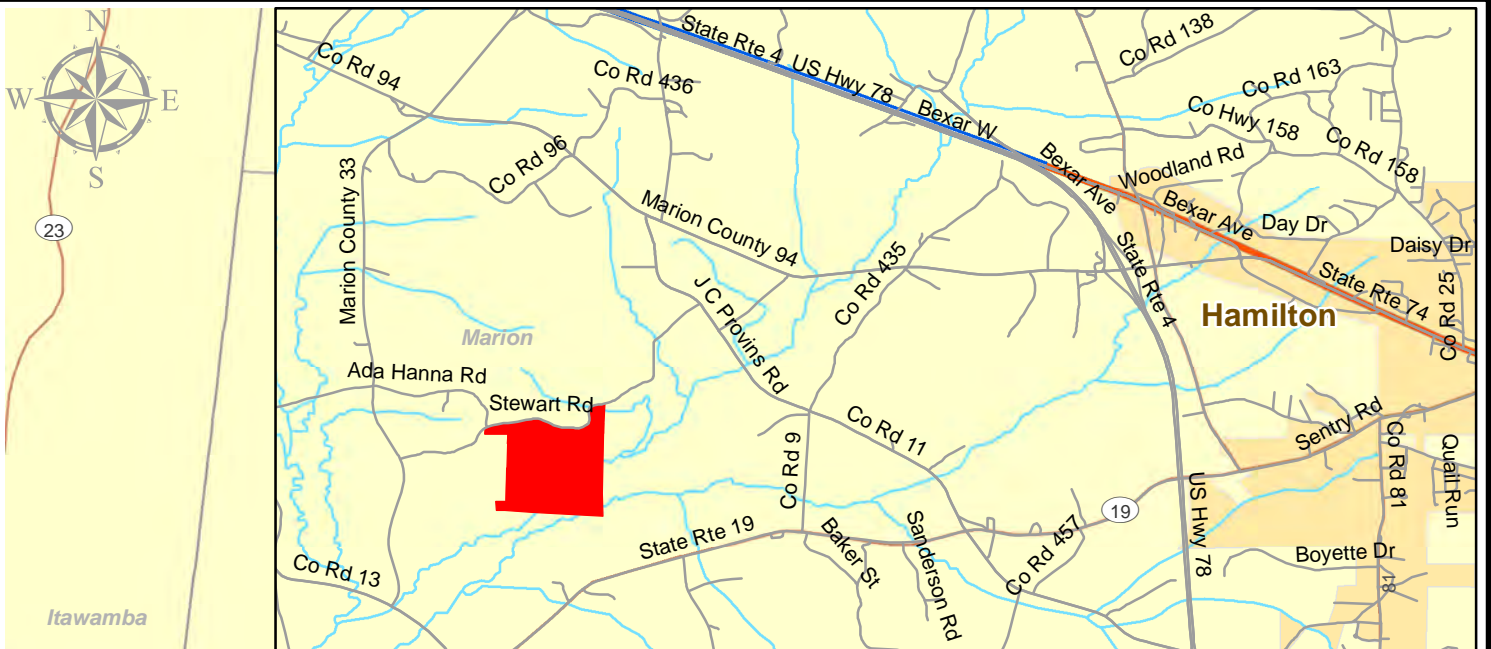 N
W
E
S
23
Itawamba
State Rte 4
US Hwy 78
Co Rd 138
Co Rd 94
Co Rd 436
Co Rd 163
Bexar W
Co Hwy 158
Co Rd 158
Co Rd 96
Bexar Ave
Woodland Rd
Marion County 33
Marion County 94
Bexar Ave
Day Dr
Daisy Dr
Co Rd 435
State Rte 4
J C Provins Rd
State Rte 74
Co Rd 25
Hamilton
Marion
Ada Hanna Rd
Stewart Rd
Co Rd 11
Sentry Rd
Co Rd 9
Co Rd 81
Quail Run
19
US Hwy 78
State Rte 19
Baker St
Sanderson Rd
Co Rd 457
Boyette Dr
Co Rd 13
81